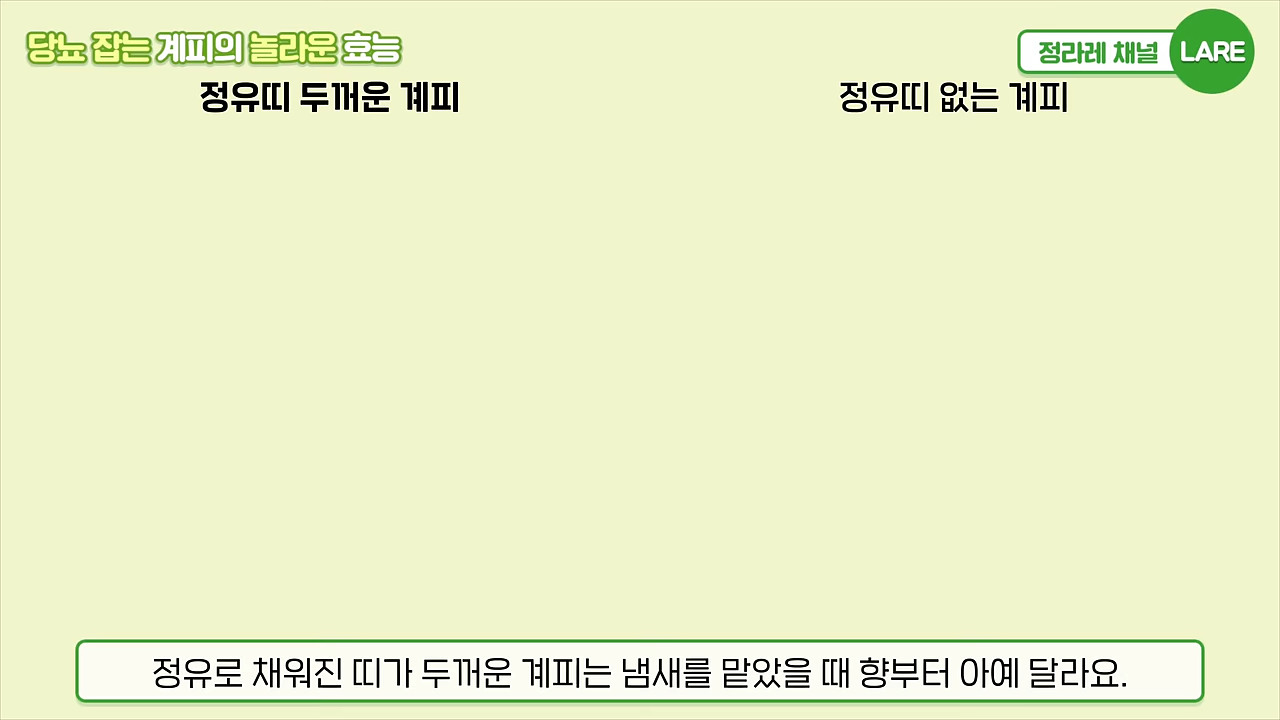 당뇨 잡는 계피의 놀라운 효능
정라레 채널 LARE
정유띠 두꺼운 계피
정유띠 없는 계피
정유로 채워진 띠가 두꺼운 계피는 냄새를 맡았을 때 향부터 아예 달라요.